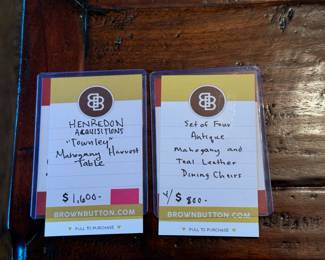 HENREDON
ACQUISITIONS
"Townley"
Mahogany Harvest
Table
$1,600-
BROWNBUTTON.COM
PULL TO PURCHASE
Set of Four
Antique
mahogany and
Teal Leather
Dining Chairs
4/$800-
BROWNBUTTON.COM
PULL TO PURCHASE